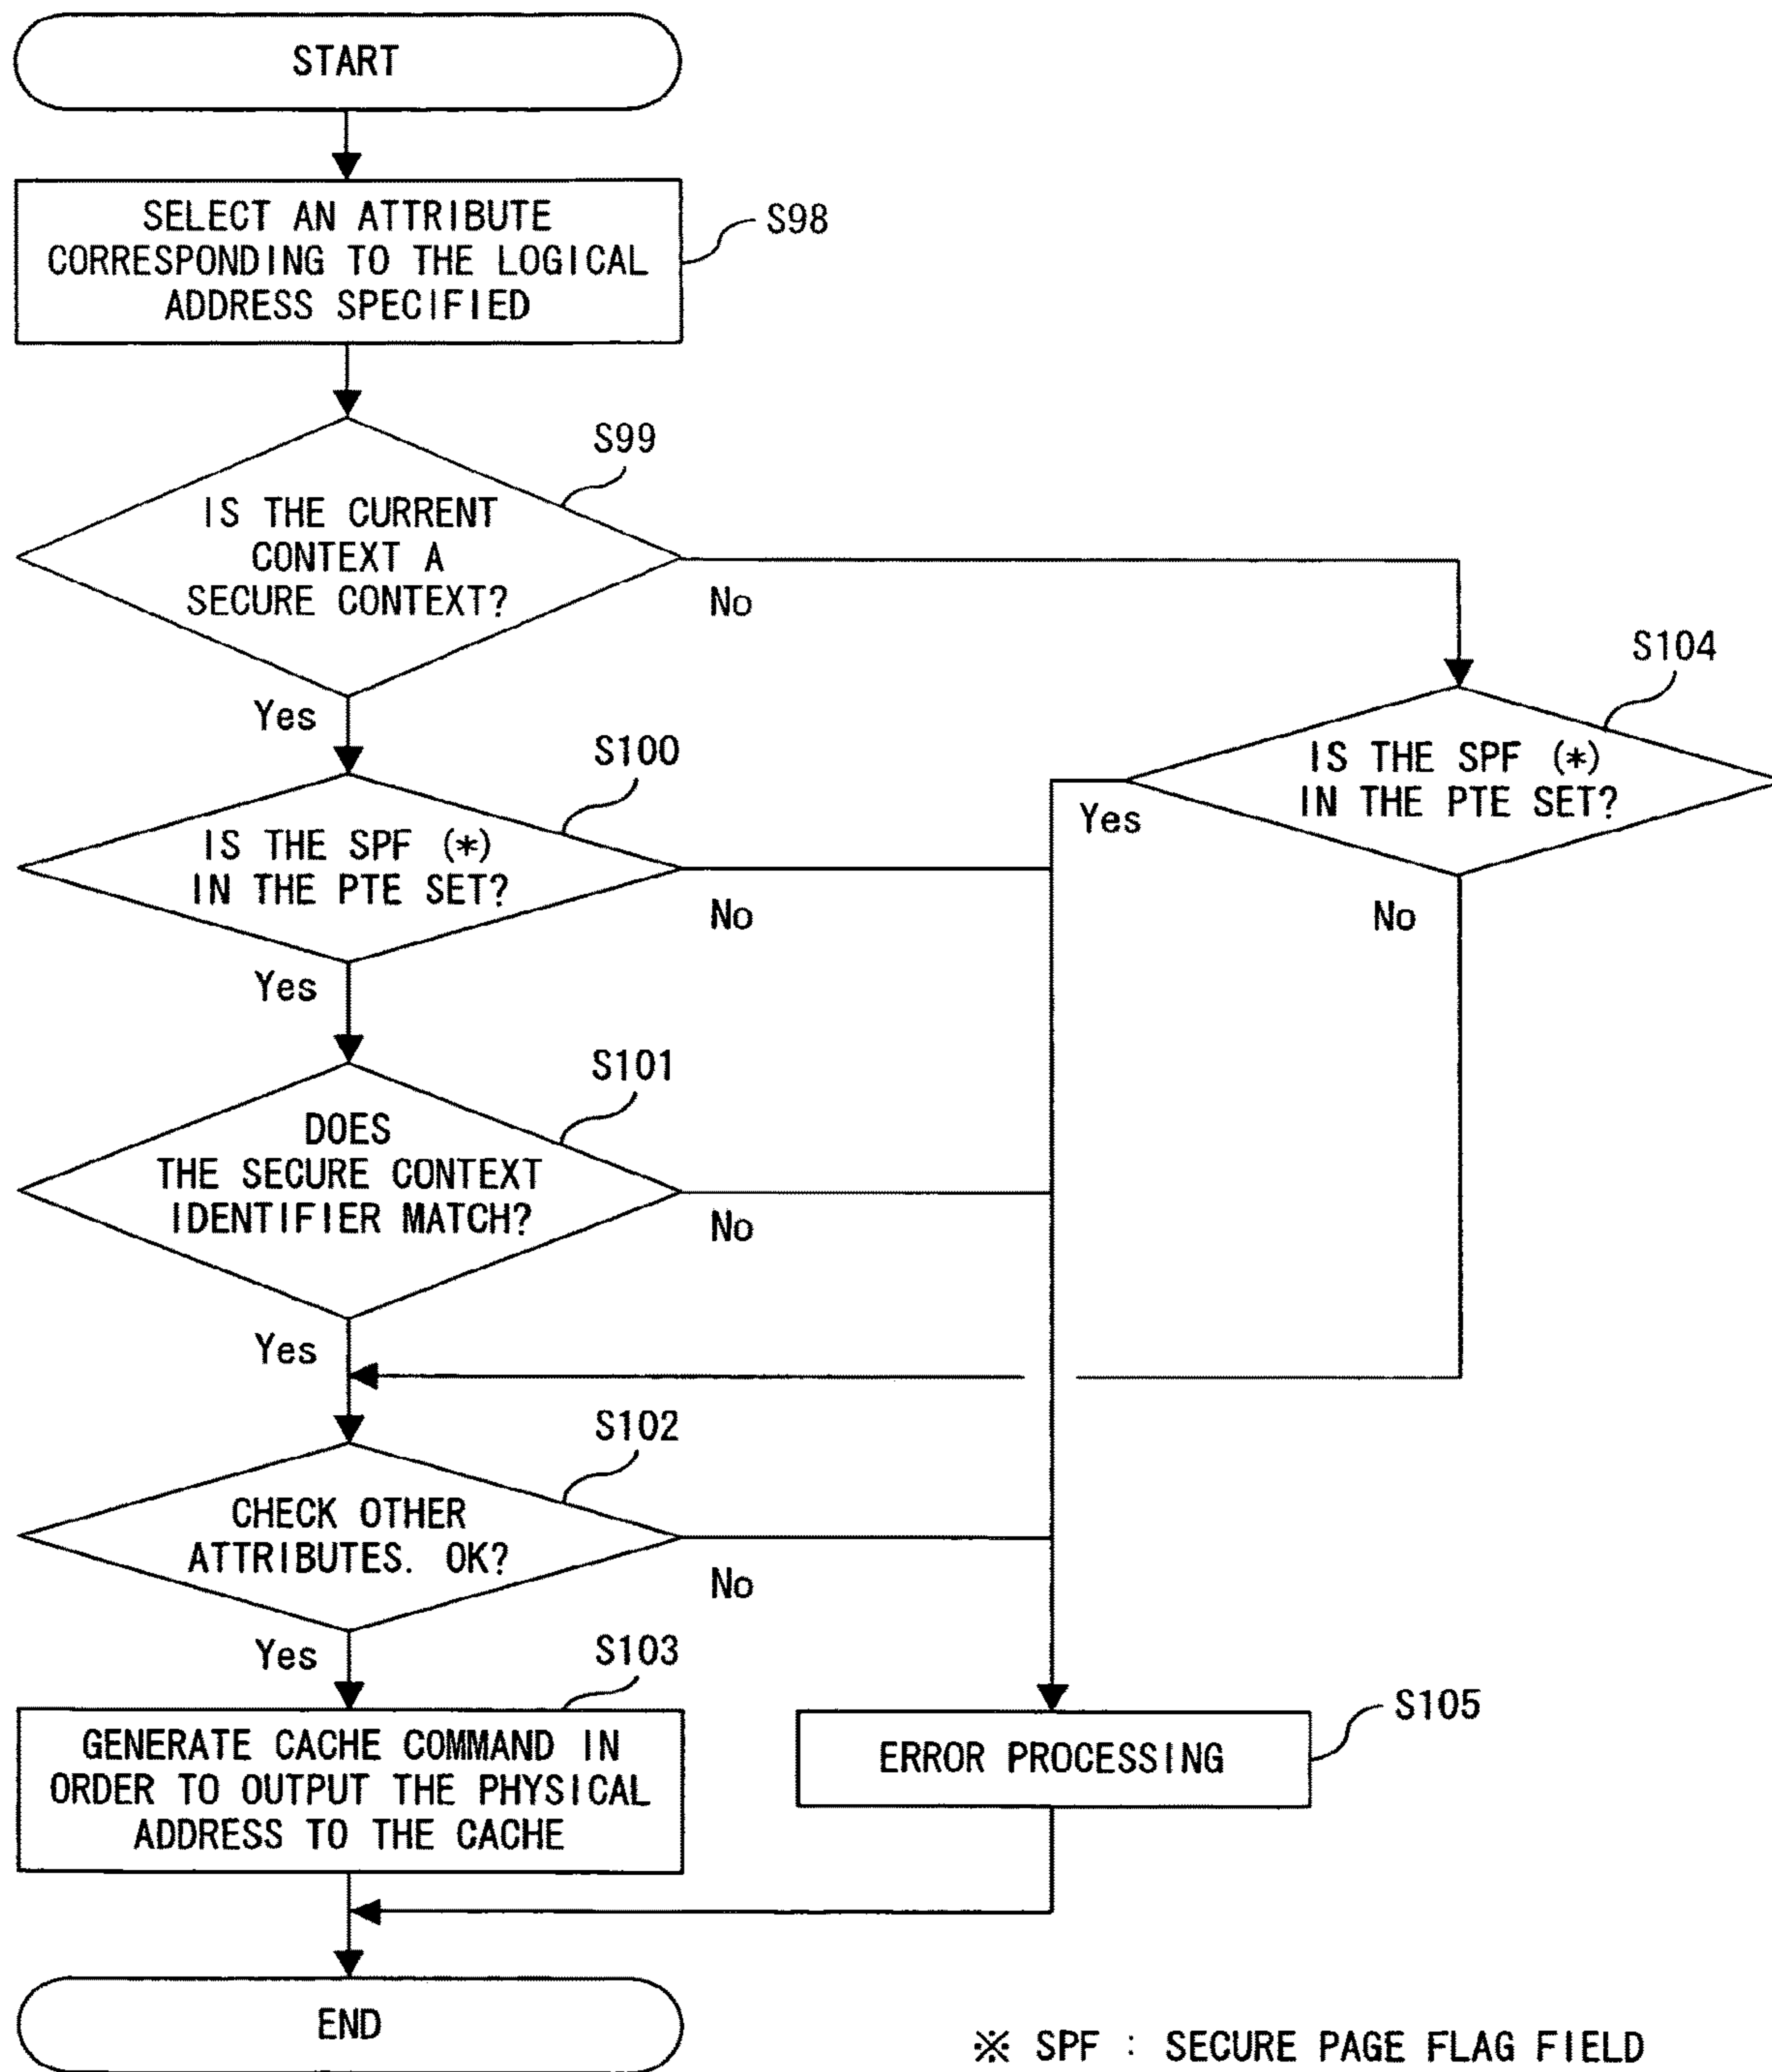 START
SELECT AN ATTRIBUTE
CORRESPONDING TO THE LOGICAL
ADDRESS SPECIFIED
S98
S99
IS THE CURRENT
CONTEXT A
SECURE CONTEXT?
No
Yes
S104
IS THE SPF (*)
IN THE PTE SET?
Yes
No
S100
IS THE SPF (*)
IN THE PTE SET?
No
Yes
S101
DOES
THE SECURE CONTEXT
IDENTIFIER MATCH?
No
Yes
S102
CHECK OTHER
ATTRIBUTES. OK?
No
Yes
S103
GENERATE CACHE COMMAND IN
ORDER TO OUTPUT THE PHYSICAL
ADDRESS TO THE CACHE
S105
ERROR PROCESSING
END
※ SPF : SECURE PAGE FLAG FIELD